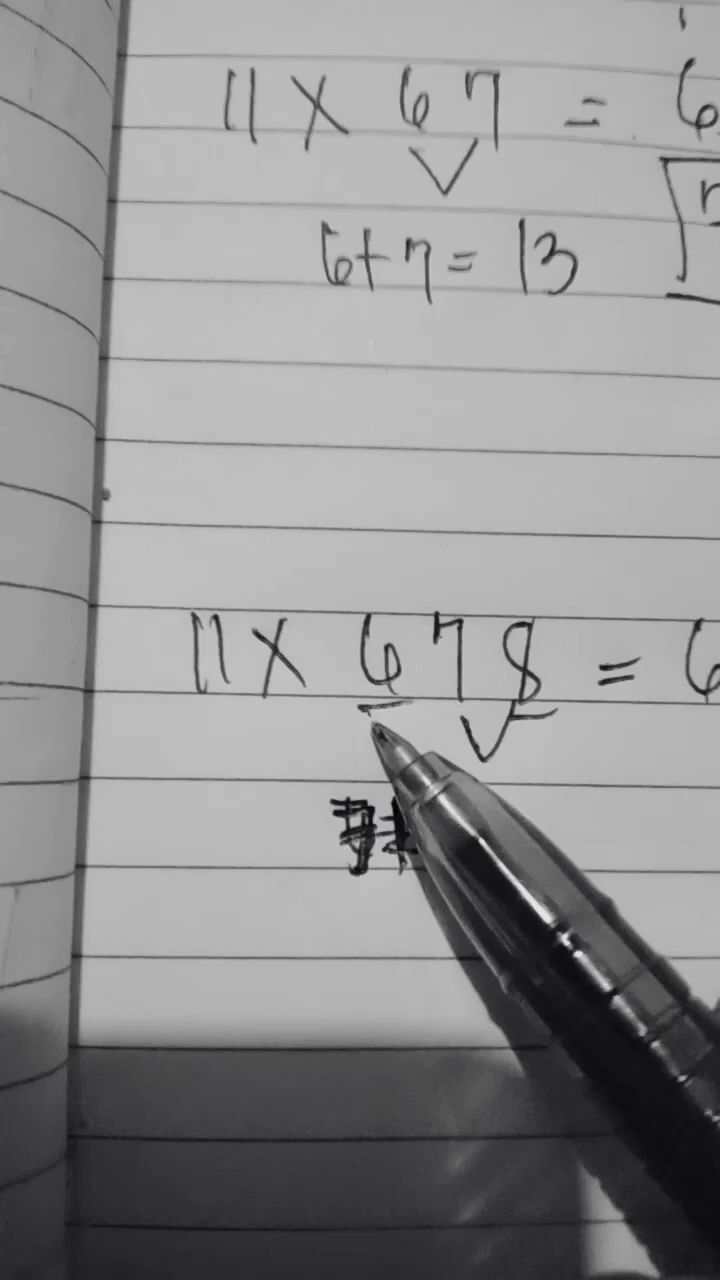 11 X 67 = 6
6+7 = 13
11 X 678 = 6